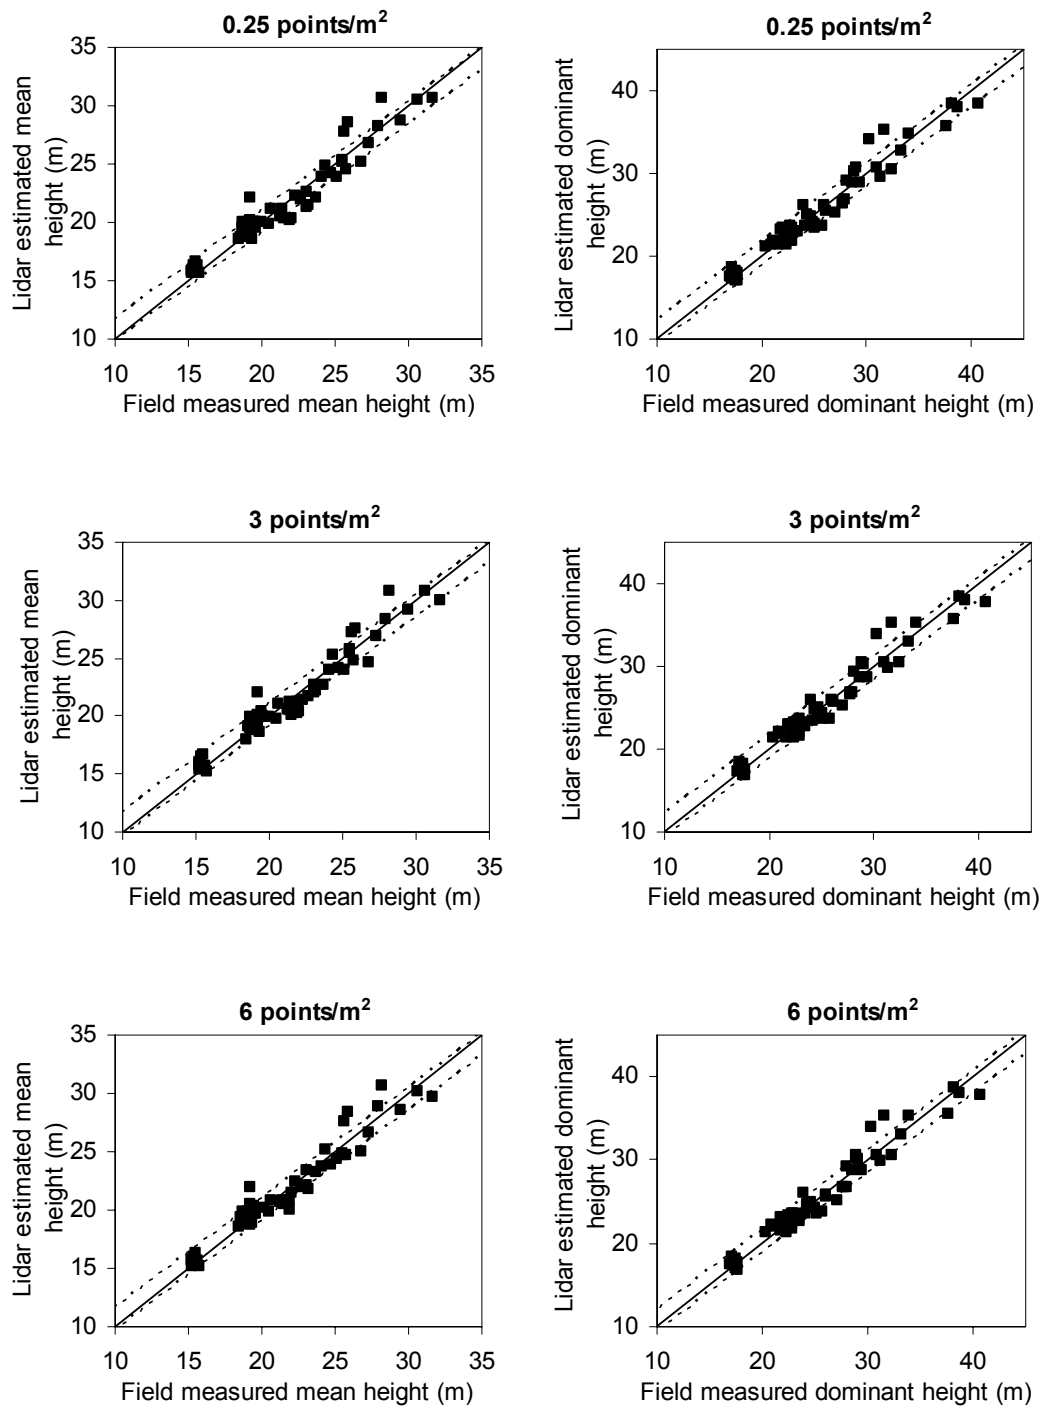 0.25 points/m²
Lidar estimated mean
height (m)
35
30
25
20
15
10
10 15 20 25 30 35
Field measured mean height (m)
0.25 points/m²
Lidar estimated dominant
height (m)
40
30
20
10
10 20 30 40
Field measured dominant height (m)
3 points/m²
Lidar estimated mean
height (m)
35
30
25
20
15
10
10 15 20 25 30 35
Field measured mean height (m)
3 points/m²
Lidar estimated dominant
height (m)
40
30
20
10
10 20 30 40
Field measured dominant height (m)
6 points/m²
Lidar estimated mean
height (m)
35
30
25
20
15
10
10 15 20 25 30 35
Field measured mean height (m)
6 points/m²
Lidar estimated dominant
height (m)
40
30
20
10
10 20 30 40
Field measured dominant height (m)